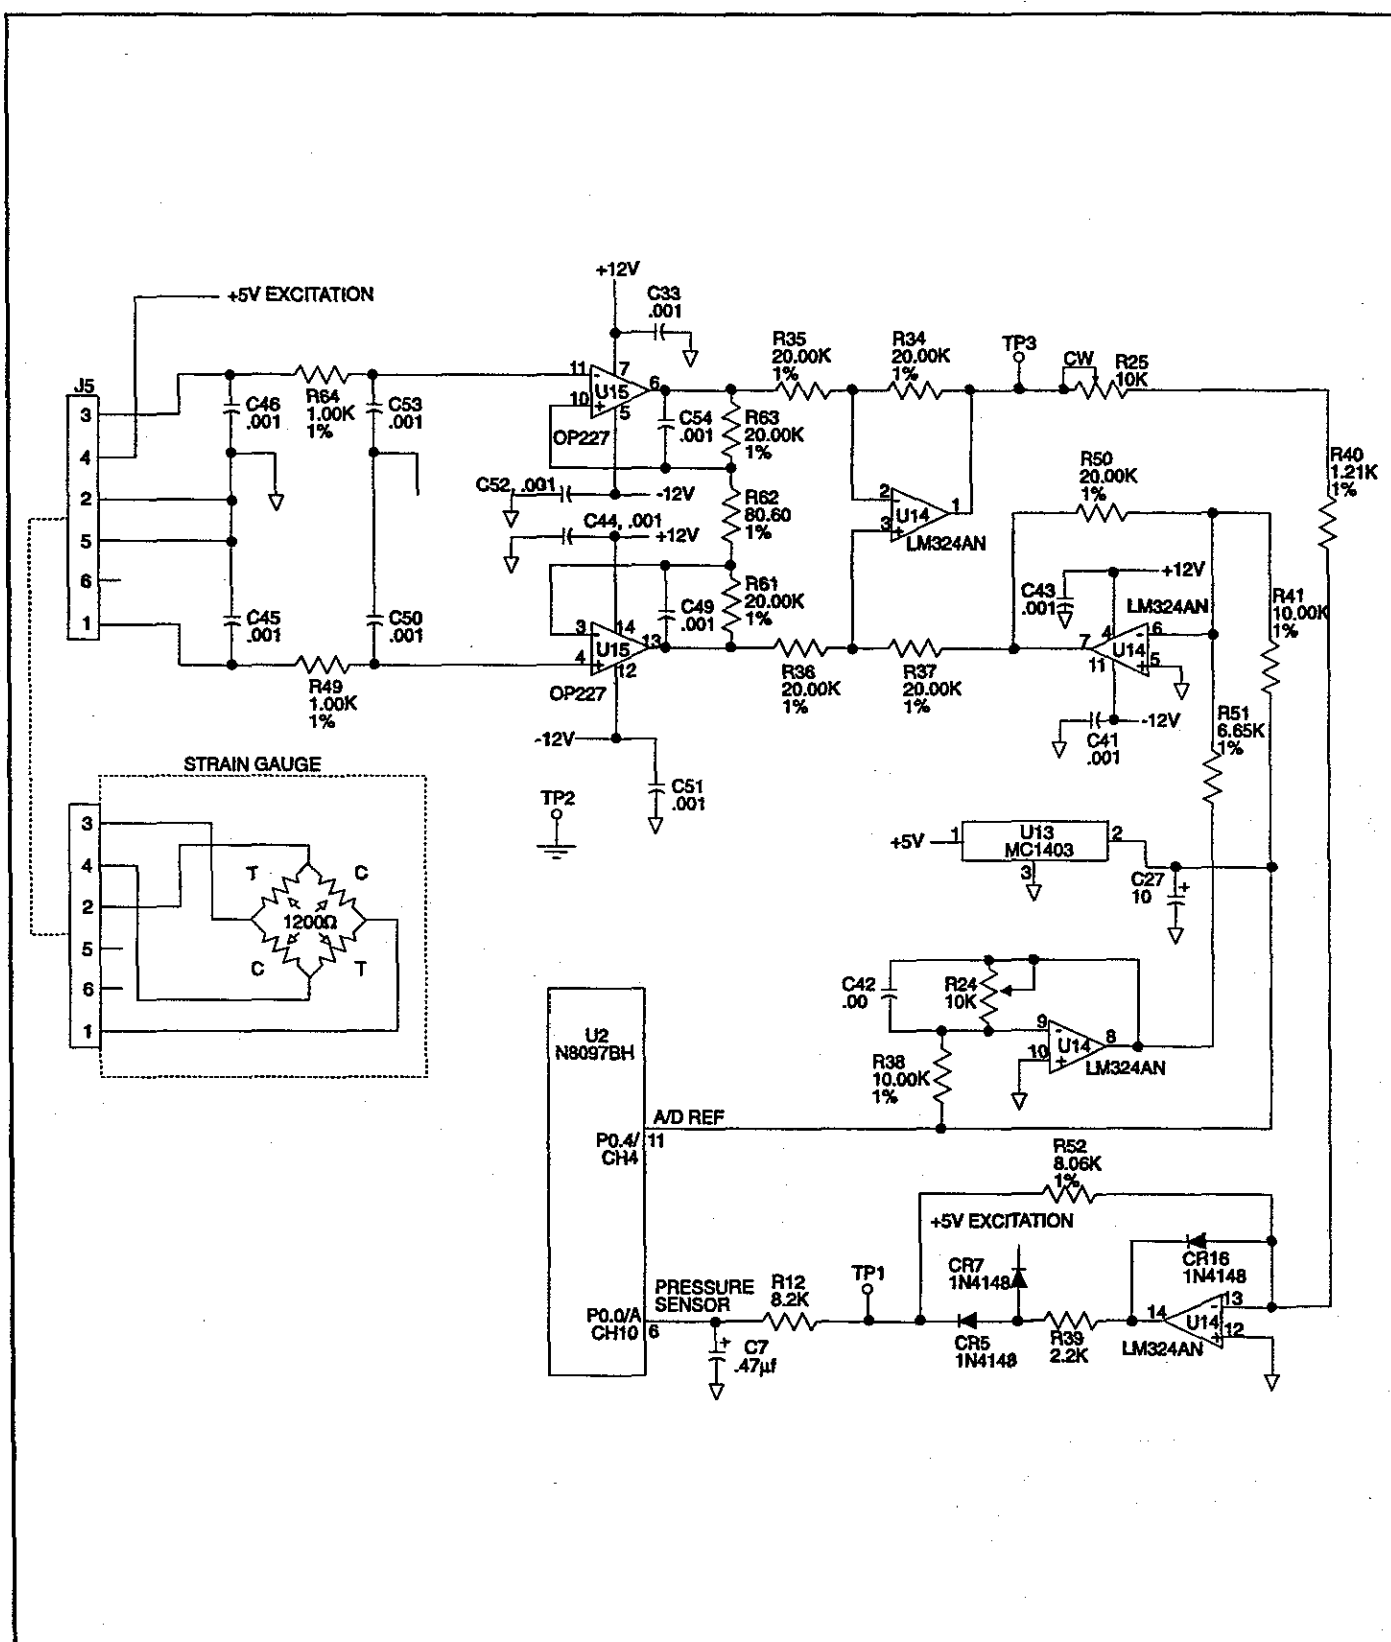 +12V
+5V EXCITATION
C33
.001
R35
20.00K
1%
R34
20.00K
1%
TP3
CW
R25
10K
J5
3
4
2
5
6
1
C46
.001
R64
1.00K
1%
C53
.001
11
10
-
+
7
U15
5
6
OP227
C54
.001
R63
20.00K
1%
C52, .001
-12V
R62
80.60
1%
C44, .001
+12V
2
3
-
+
U14
1
LM324AN
R50
20.00K
1%
R40
1.21K
1%
C45
.001
R49
1.00K
1%
C50
.001
3
4
-
+
14
U15
13
12
OP227
C49
.001
R61
20.00K
1%
R36
20.00K
1%
R37
20.00K
1%
C43
.001
+12V
LM324AN
7
4
11
U14
-
+
6
5
R41
10.00K
1%
-12V
C41
.001
R51
6.65K
1%
-12V
C51
.001
STRAIN GAUGE
3
4
2
5
6
1
T
C
1200Ω
C
T
TP2
+5V
1
U13
MC1403
2
3
C27
10
+
C42
.00
R24
10K
9
10
-
+
U14
8
LM324AN
R38
10.00K
1%
U2
N8097BH
A/D REF
P0.4/
CH4
11
R52
8.06K
1%
+5V EXCITATION
CR7
1N4148
CR16
1N4148
PRESSURE
SENSOR
R12
8.2K
TP1
P0.0/A
CH10
6
+
C7
.47µf
CR5
1N4148
R39
2.2K
14
U14
-
+
13
12
LM324AN